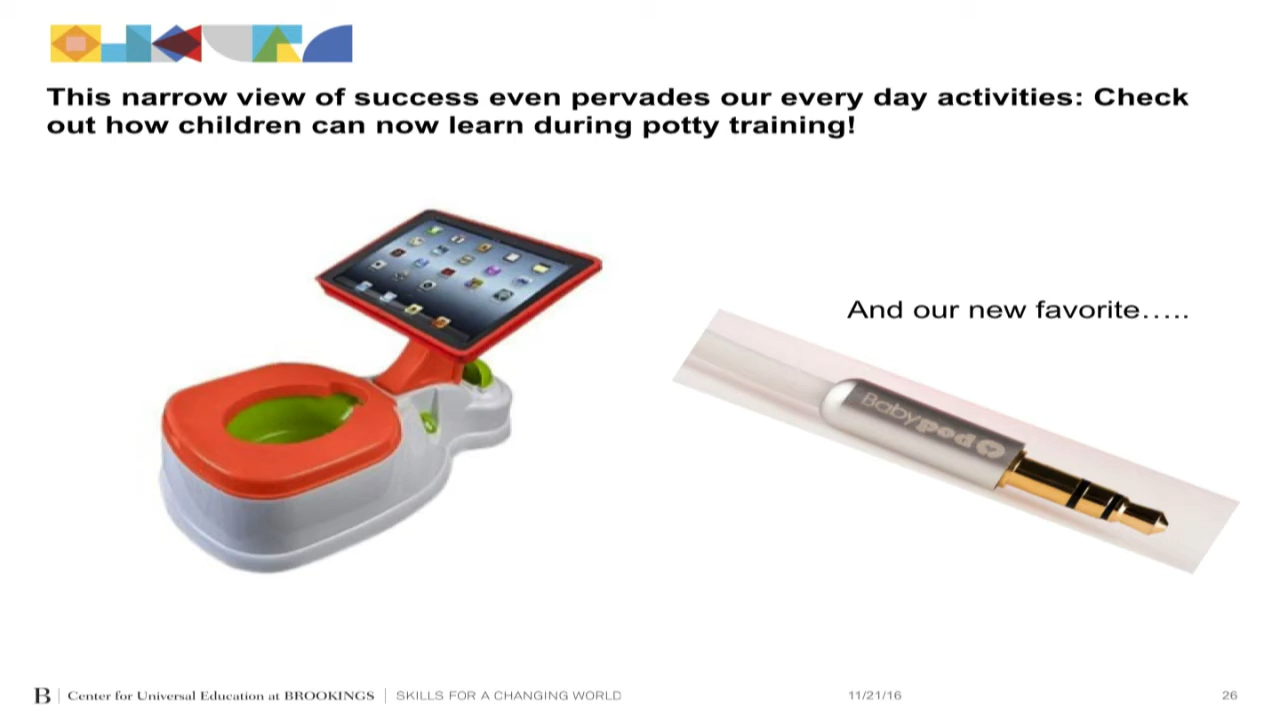 This narrow view of success even pervades our every day activities: Check
out how children can now learn during potty training!
And our new favorite.....
Babypod
B | Center for Universal Education at BROOKINGS | SKILLS FOR A CHANGING WORLD
11/21/16
26